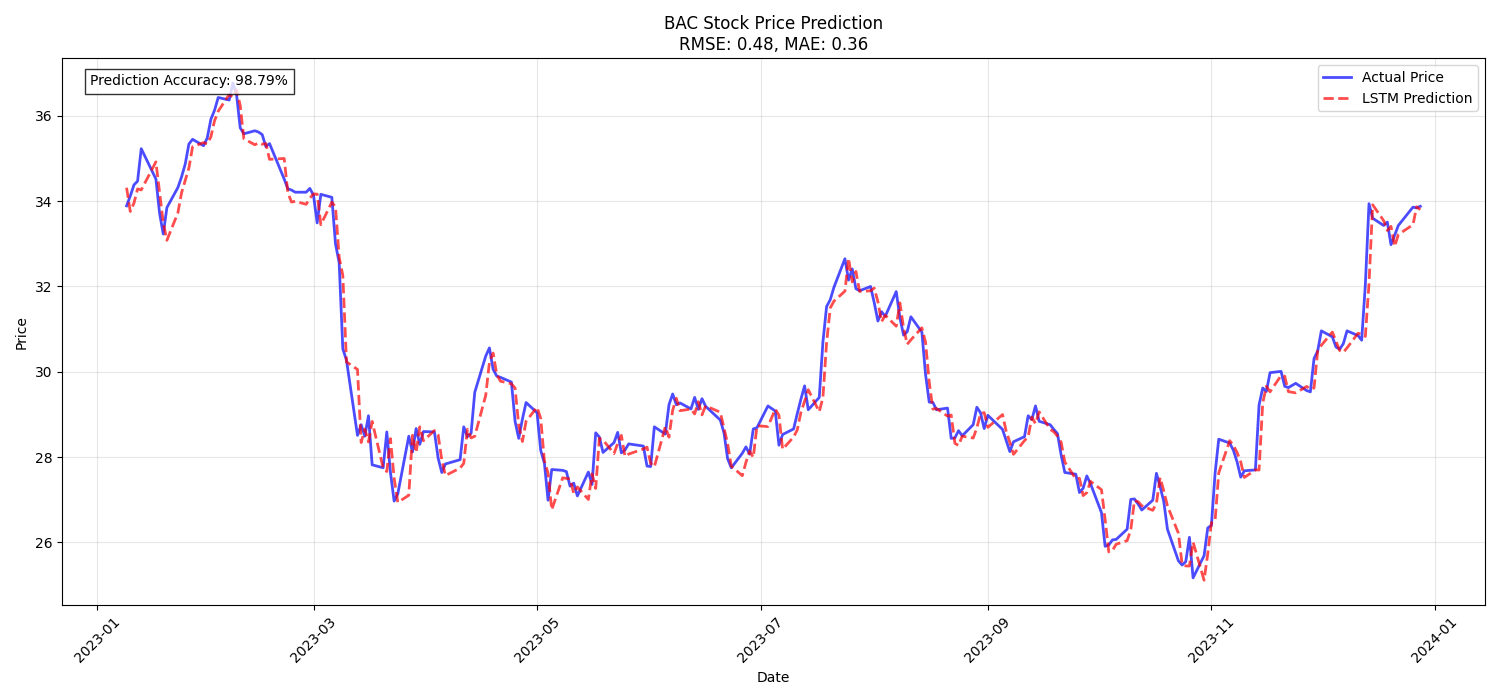 BAC Stock Price Prediction
RMSE: 0.48, MAE: 0.36
Prediction Accuracy: 98.79%
Actual Price
LSTM Prediction
36
34
32
30
28
26
Price
2023-01
2023-03
2023-05
2023-07
2023-09
2023-11
2024-01
Date